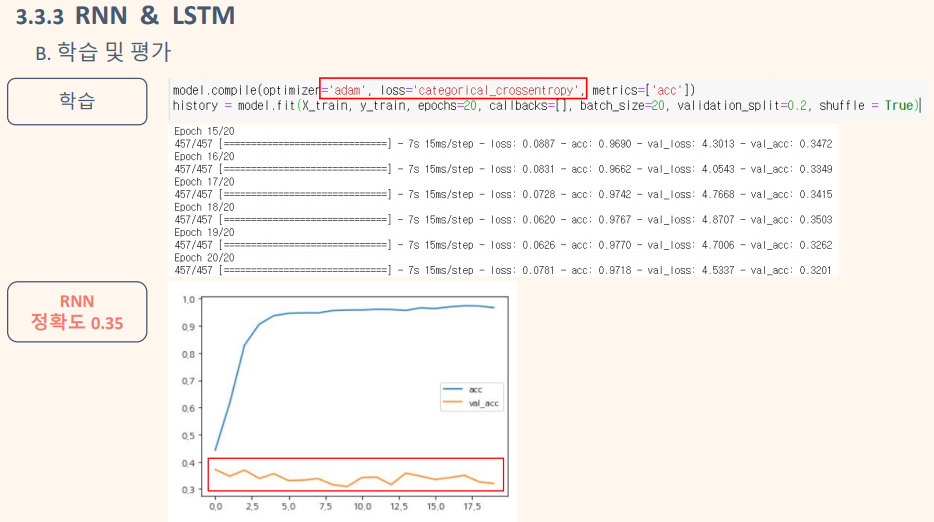 3.3.3 RNN & LSTM
B. 학습 및 평가
학습
model.compile(optimizer='adam', loss='categorical_crossentropy', metrics=['acc'])
history = model.fit(X_train, y_train, epochs=20, callbacks=[], batch_size=20, validation_split=0.2, shuffle = True)
Epoch 15/20
457/457 [==============================] - 7s 15ms/step - loss: 0.0887 - acc: 0.9690 - val_loss: 4.3013 - val_acc: 0.3472
Epoch 16/20
457/457 [==============================] - 7s 15ms/step - loss: 0.0831 - acc: 0.9662 - val_loss: 4.0543 - val_acc: 0.3349
Epoch 17/20
457/457 [==============================] - 7s 15ms/step - loss: 0.0728 - acc: 0.9742 - val_loss: 4.7668 - val_acc: 0.3415
Epoch 18/20
457/457 [==============================] - 7s 15ms/step - loss: 0.0620 - acc: 0.9767 - val_loss: 4.8707 - val_acc: 0.3503
Epoch 19/20
457/457 [==============================] - 7s 15ms/step - loss: 0.0626 - acc: 0.9770 - val_loss: 4.7006 - val_acc: 0.3262
Epoch 20/20
457/457 [==============================] - 7s 15ms/step - loss: 0.0781 - acc: 0.9718 - val_loss: 4.5337 - val_acc: 0.3201
RNN
정확도 0.35
1.0
0.9
0.8
0.7
0.6
0.5
0.4
0.3
acc
val_acc
0.0 2.5 5.0 7.5 10.0 12.5 15.0 17.5